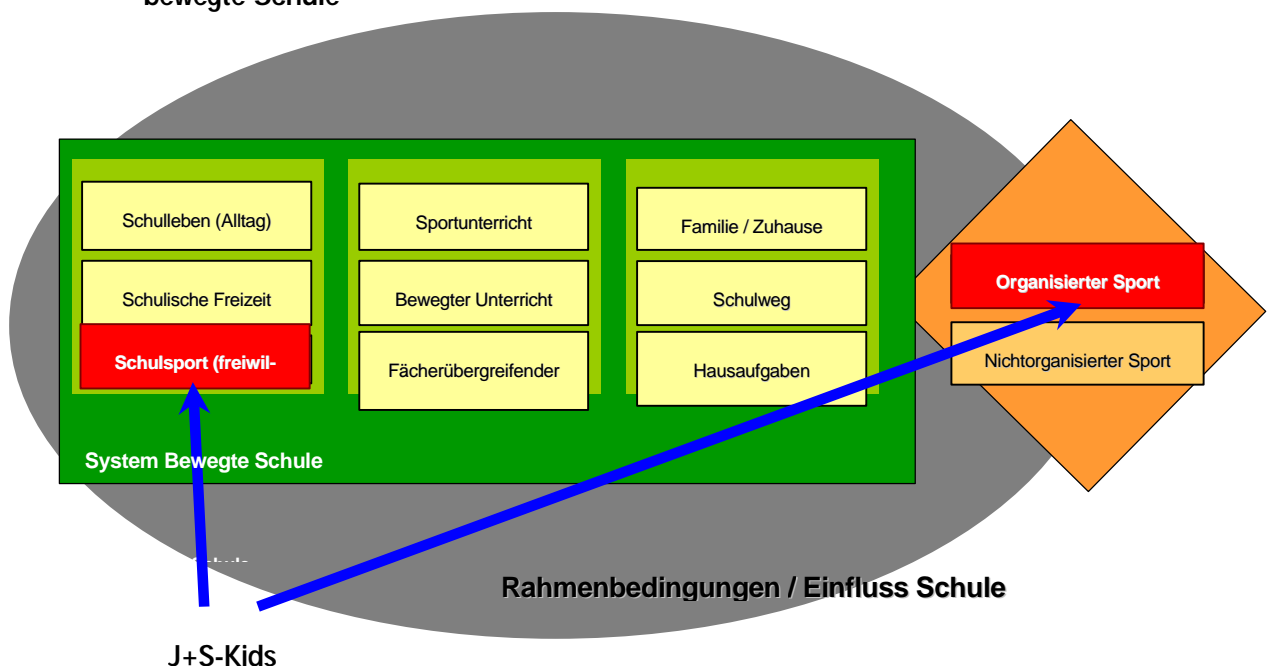 bewegte Schule
Schulleben (Alltag)
Schulische Freizeit
Schulsport (freiwil-
Sportunterricht
Bewegter Unterricht
Fächerübergreifender
Familie / Zuhause
Schulweg
Hausaufgaben
Organisierter Sport
Nichtorganisierter Sport
System Bewegte Schule
Rahmenbedingungen / Einfluss Schule
J+S-Kids